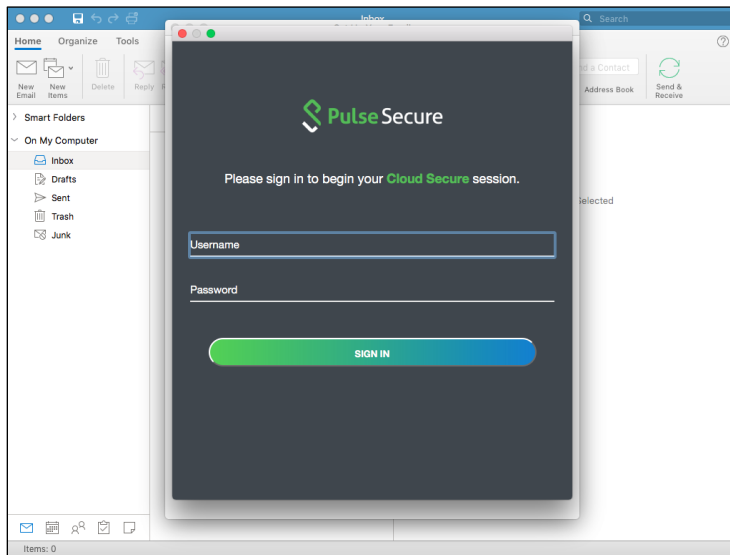 Inbox
Search
Home Organize Tools
New Email
New Items
Delete
Reply
d a Contact
Address Book
Send & Receive
Smart Folders
On My Computer
Inbox
Drafts
Sent
Trash
Junk
Selected
Pulse Secure
Please sign in to begin your Cloud Secure session.
Username
Password
SIGN IN
Items: 0